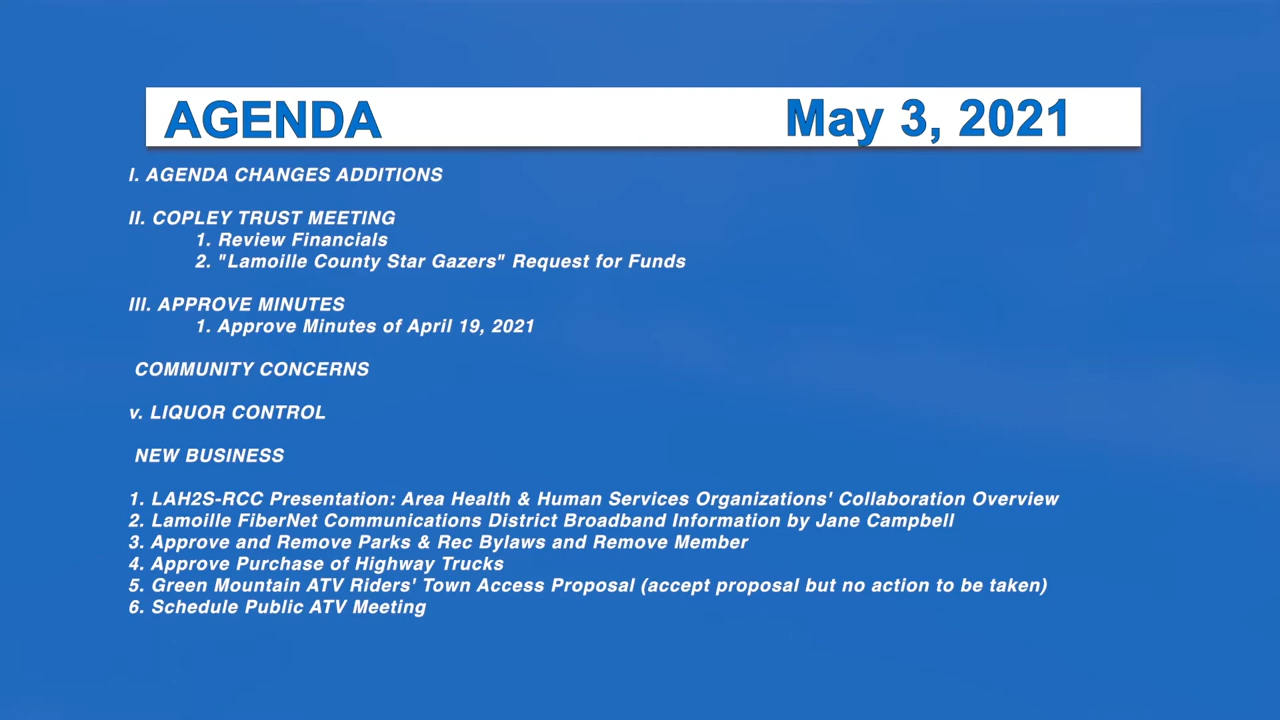 AGENDA May 3, 2021
I. AGENDA CHANGES ADDITIONS
II. COPLEY TRUST MEETING
1. Review Financials
2. "Lamoille County Star Gazers" Request for Funds
III. APPROVE MINUTES
1. Approve Minutes of April 19, 2021
COMMUNITY CONCERNS
v. LIQUOR CONTROL
NEW BUSINESS
1. LAH2S-RCC Presentation: Area Health & Human Services Organizations' Collaboration Overview
2. Lamoille FiberNet Communications District Broadband Information by Jane Campbell
3. Approve and Remove Parks & Rec Bylaws and Remove Member
4. Approve Purchase of Highway Trucks
5. Green Mountain ATV Riders' Town Access Proposal (accept proposal but no action to be taken)
6. Schedule Public ATV Meeting